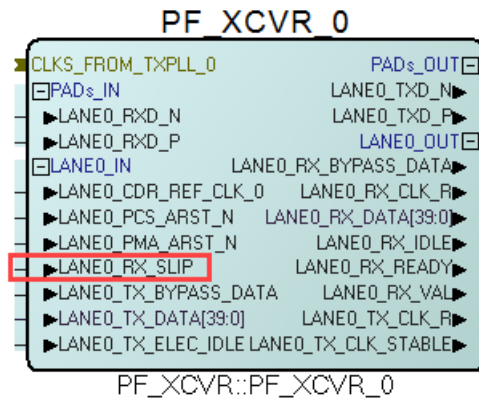 PF_XCVR_0
CLKS_FROM_TXPLL_0 PADs_OUT
PADs_IN LANE0_TXD_N
LANE0_RXD_N LANE0_TXD_P
LANE0_RXD_P LANE0_OUT
LANE0_IN LANE0_RX_BYPASS_DATA
LANE0_CDR_REF_CLK_0 LANE0_RX_CLK_R
LANE0_PCS_ARST_N LANE0_RX_DATA[39:0]
LANE0_PMA_ARST_N LANE0_RX_IDLE
LANE0_RX_SLIP LANE0_RX_READY
LANE0_TX_BYPASS_DATA LANE0_RX_VAL
LANE0_TX_DATA[39:0] LANE0_TX_CLK_R
LANE0_TX_ELEC_IDLE LANE0_TX_CLK_STABLE
PF_XCVR::PF_XCVR_0